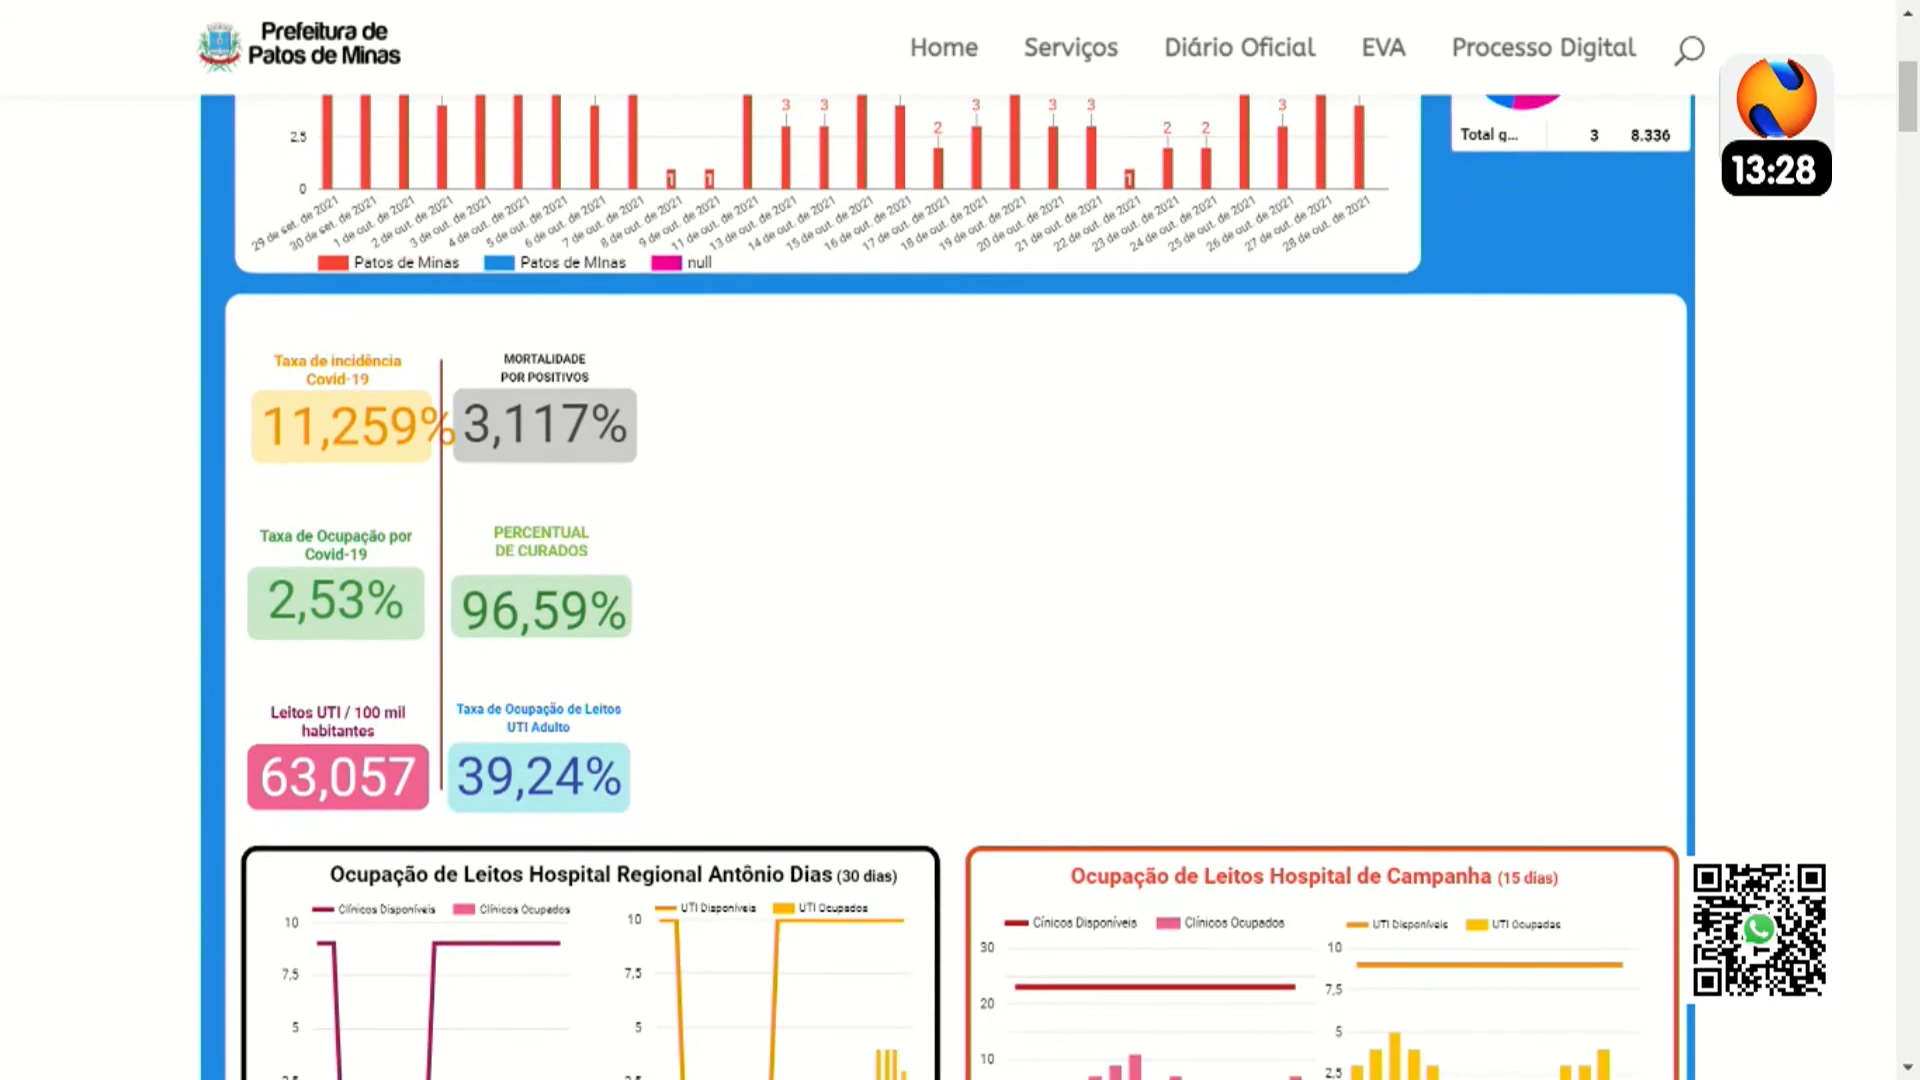 Prefeitura de
Patos de Minas
Home
Serviços
Diário Oficial
EVA
Processo Digital
13:28
3
3
2
3
3
3
2
2
3
2,5
0
1
1
1
Total g...
3
8.336
29 de set. de 2021
30 de set. de 2021
1 de out. de 2021
2 de out. de 2021
3 de out. de 2021
4 de out. de 2021
5 de out. de 2021
6 de out. de 2021
7 de out. de 2021
8 de out. de 2021
9 de out. de 2021
11 de out. de 2021
13 de out. de 2021
14 de out. de 2021
15 de out. de 2021
16 de out. de 2021
17 de out. de 2021
18 de out. de 2021
19 de out. de 2021
20 de out. de 2021
21 de out. de 2021
22 de out. de 2021
23 de out. de 2021
24 de out. de 2021
25 de out. de 2021
26 de out. de 2021
27 de out. de 2021
28 de out. de 2021
Patos de Minas
Patos de MInas
null
Taxa de incidência
Covid-19
11,259%
MORTALIDADE
POR POSITIVOS
3,117%
Taxa de Ocupação por
Covid-19
2,53%
PERCENTUAL
DE CURADOS
96,59%
Leitos UTI / 100 mil
habitantes
63,057
Taxa de Ocupação de Leitos
UTI Adulto
39,24%
Ocupação de Leitos Hospital Regional Antônio Dias (30 dias)
Clínicos Disponíveis
Clínicos Ocupados
10
7,5
5
UTI Disponíveis
UTI Ocupados
10
7,5
5
Ocupação de Leitos Hospital de Campanha (15 dias)
Cínicos Disponíveis
Clínicos Ocupados
30
20
10
UTI Disponíveis
UTI Ocupadas
10
7,5
5
2,5